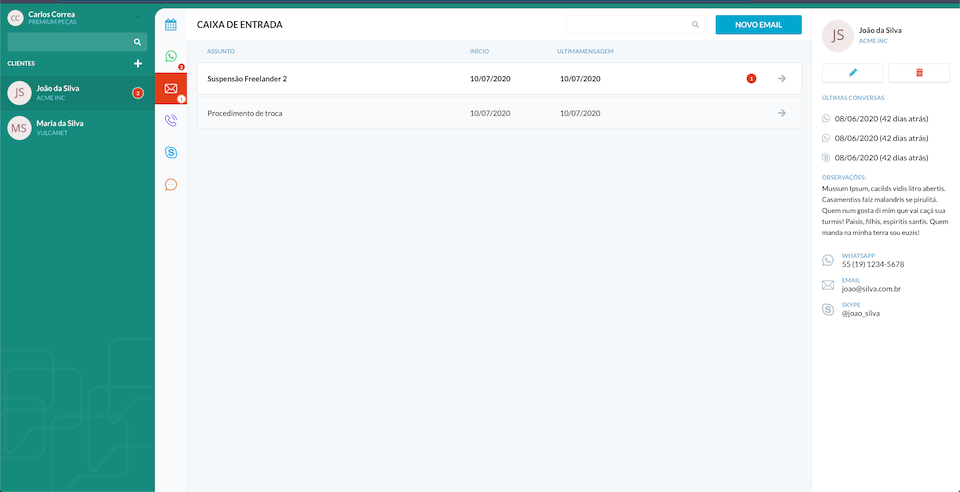 CC
Carlos Correa
PREMIUM PEÇAS
CLIENTES
JS
João da Silva
ACME INC
MS
Maria da Silva
VULCANET
CAIXA DE ENTRADA
NOVO EMAIL
ASSUNTO INÍCIO ULTIMAMENSAGEM
Suspensão Freelander 2 10/07/2020 10/07/2020 1
Procedimento de troca 10/07/2020 10/07/2020
JS
João da Silva
ACME INC
ÚLTIMAS CONVERSAS
08/06/2020 (42 dias atrás)
08/06/2020 (42 dias atrás)
08/06/2020 (42 dias atrás)
OBSERVAÇÕES:
Mussum Ipsum, cacilds vidis litro abertis.
Casamentiss faiz malandris se pirulitá.
Quem num gosta di mim que vai caçá sua
turmis! Paisis, filhis, espiritis santis. Quem
manda na minha terra sou euzis!
WHATSAPP
55 (19) 1234-5678
EMAIL
joao@silva.com.br
SKYPE
@joao_silva